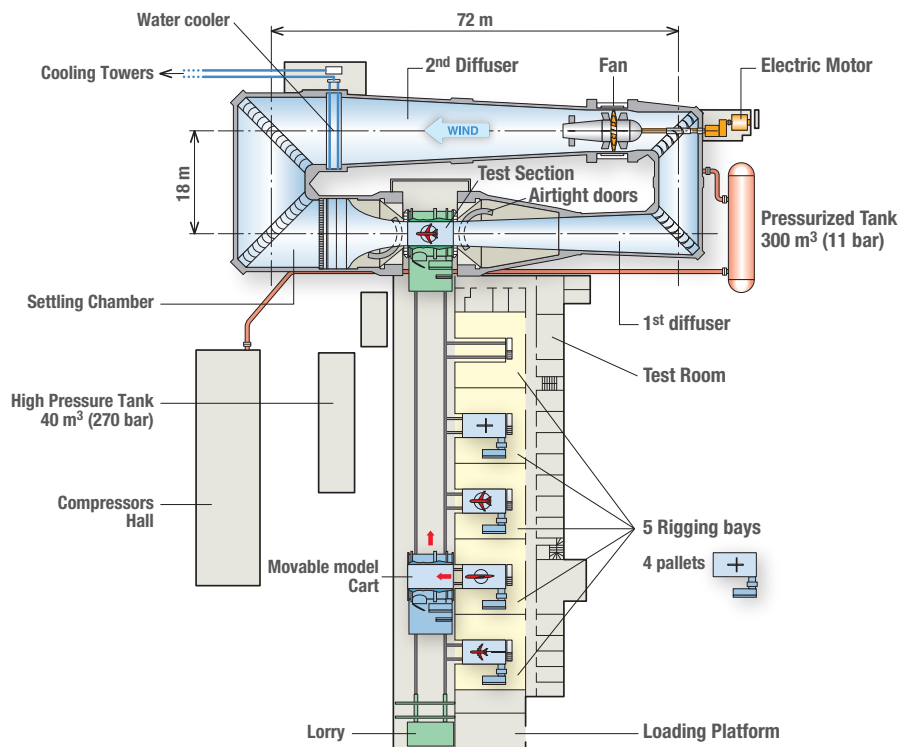 72 m
Water cooler
2nd Diffuser
Fan
Electric Motor
Cooling Towers
WIND
18 m
Test Section
Airtight doors
Pressurized Tank
300 m³ (11 bar)
Settling Chamber
1st diffuser
Test Room
High Pressure Tank
40 m³ (270 bar)
Compressors
Hall
5 Rigging bays
4 pallets
Movable model
Cart
Lorry
Loading Platform